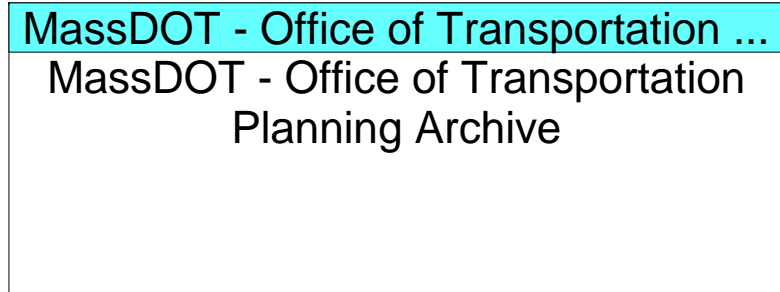 MassDOT - Office of Transportation ...
MassDOT - Office of Transportation
Planning Archive